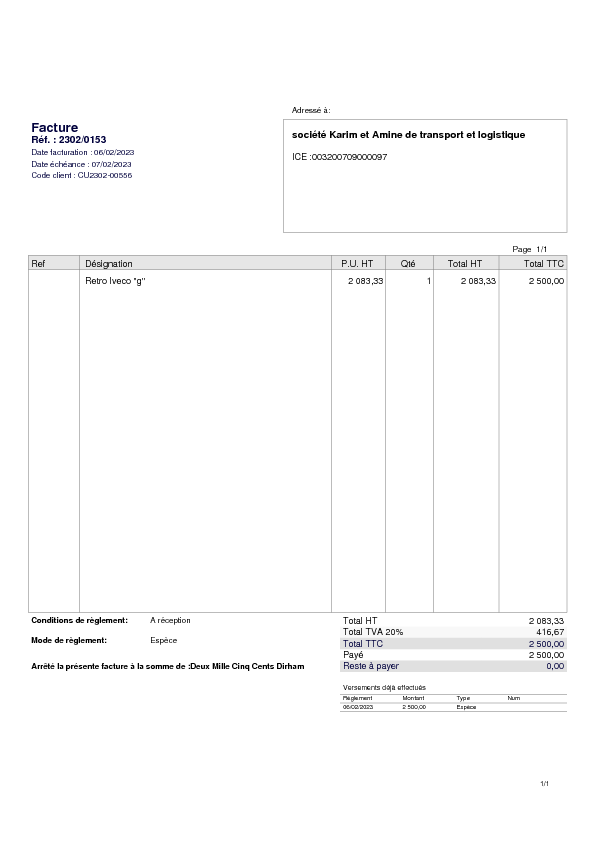 Adressé à:
Facture
Réf. : 2302/0153
Date facturation : 06/02/2023
Date échéance : 07/02/2023
Code client : CU2302-00556
société Karim et Amine de transport et logistique
ICE :003200709000097
Page 1/1
Ref Désignation P.U. HT Qté Total HT Total TTC
Retro Iveco "g" 2 083,33 1 2 083,33 2 500,00
Conditions de règlement: A réception
Mode de règlement: Espèce
Arrêté la présente facture à la somme de :Deux Mille Cinq Cents Dirham
Total HT 2 083,33
Total TVA 20% 416,67
Total TTC 2 500,00
Payé 2 500,00
Reste à payer 0,00
Versements déjà effectués
Règlement Montant Type Num
06/02/2023 2 500,00 Espèce
1/1